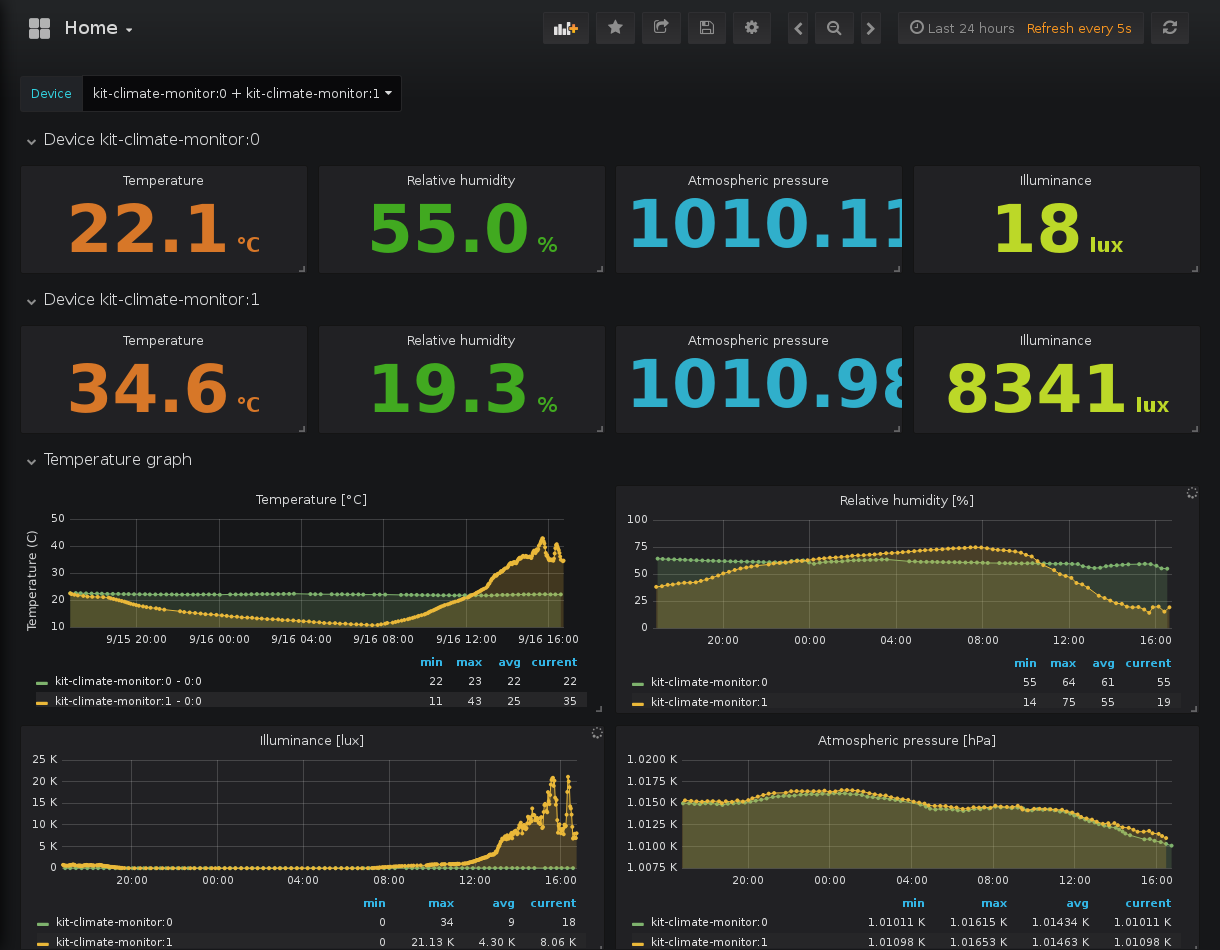 Home
Last 24 hours Refresh every 5s
Device kit-climate-monitor:0 + kit-climate-monitor:1
Device kit-climate-monitor:0
Temperature Relative humidity Atmospheric pressure Illuminance
22.1 °C 55.0 % 1010.11 18 lux
Device kit-climate-monitor:1
Temperature Relative humidity Atmospheric pressure Illuminance
34.6 °C 19.3 % 1010.98 8341 lux
Temperature graph
Temperature [°C]
Temperature (C)
50
40
30
20
10
9/15 20:00 9/16 00:00 9/16 04:00 9/16 08:00 9/16 12:00 9/16 16:00
min max avg current
kit-climate-monitor:0 - 0:0 22 23 22 22
kit-climate-monitor:1 - 0:0 11 43 25 35
Relative humidity [%]
100
75
50
25
0
20:00 00:00 04:00 08:00 12:00 16:00
min max avg current
kit-climate-monitor:0 55 64 61 55
kit-climate-monitor:1 14 75 55 19
Illuminance [lux]
25 K
20 K
15 K
10 K
5 K
0
20:00 00:00 04:00 08:00 12:00 16:00
min max avg current
kit-climate-monitor:0 0 34 9 18
kit-climate-monitor:1 0 21.13 K 4.30 K 8.06 K
Atmospheric pressure [hPa]
1.0200 K
1.0175 K
1.0150 K
1.0125 K
1.0100 K
1.0075 K
20:00 00:00 04:00 08:00 12:00 16:00
min max avg current
kit-climate-monitor:0 1.01011 K 1.01615 K 1.01434 K 1.01011 K
kit-climate-monitor:1 1.01098 K 1.01653 K 1.01463 K 1.01098 K